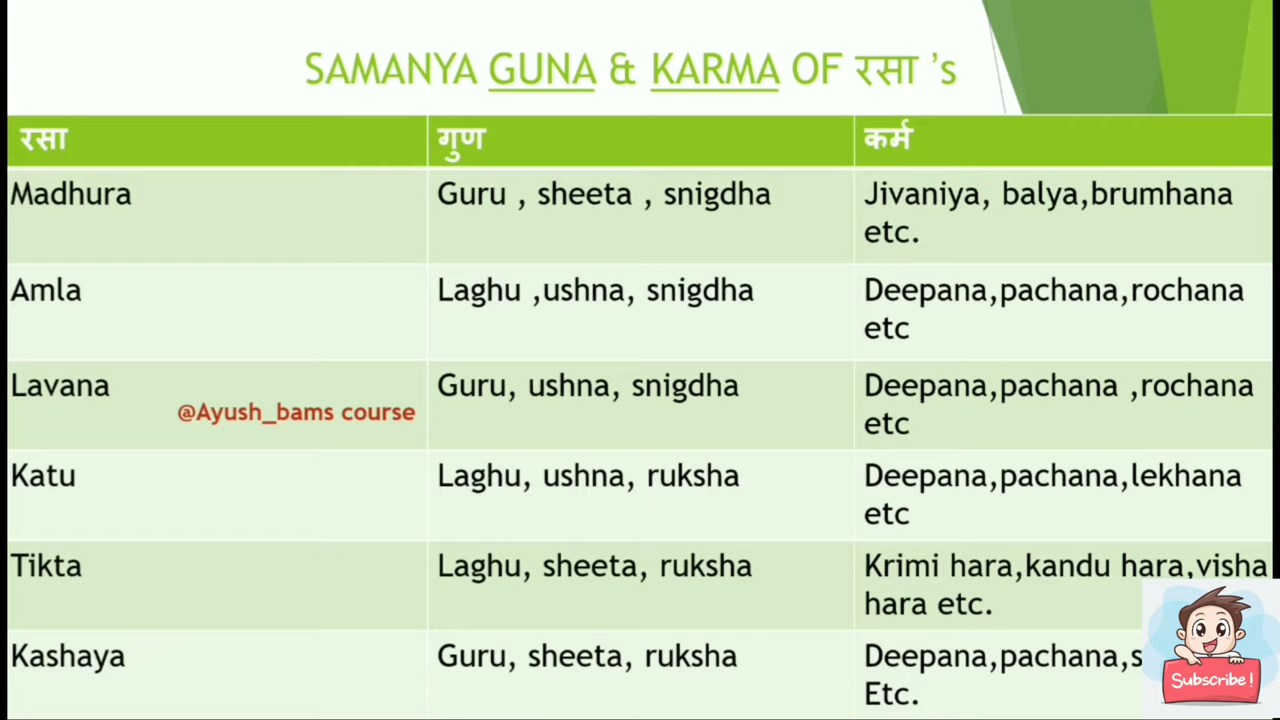 SAMANYA GUNA & KARMA OF रसा 's
रसा गुण कर्म
Madhura Guru , sheeta , snigdha Jivaniya, balya,brumhana
etc.
Amla Laghu ,ushna, snigdha Deepana,pachana,rochana
etc
Lavana Guru, ushna, snigdha Deepana,pachana ,rochana
@Ayush_bams course etc
Katu Laghu, ushna, ruksha Deepana,pachana,lekhana
etc
Tikta Laghu, sheeta, ruksha Krimi hara,kandu hara,visha
hara etc.
Kashaya Guru, sheeta, ruksha Deepana,pachana,
Subscribe!
Etc.